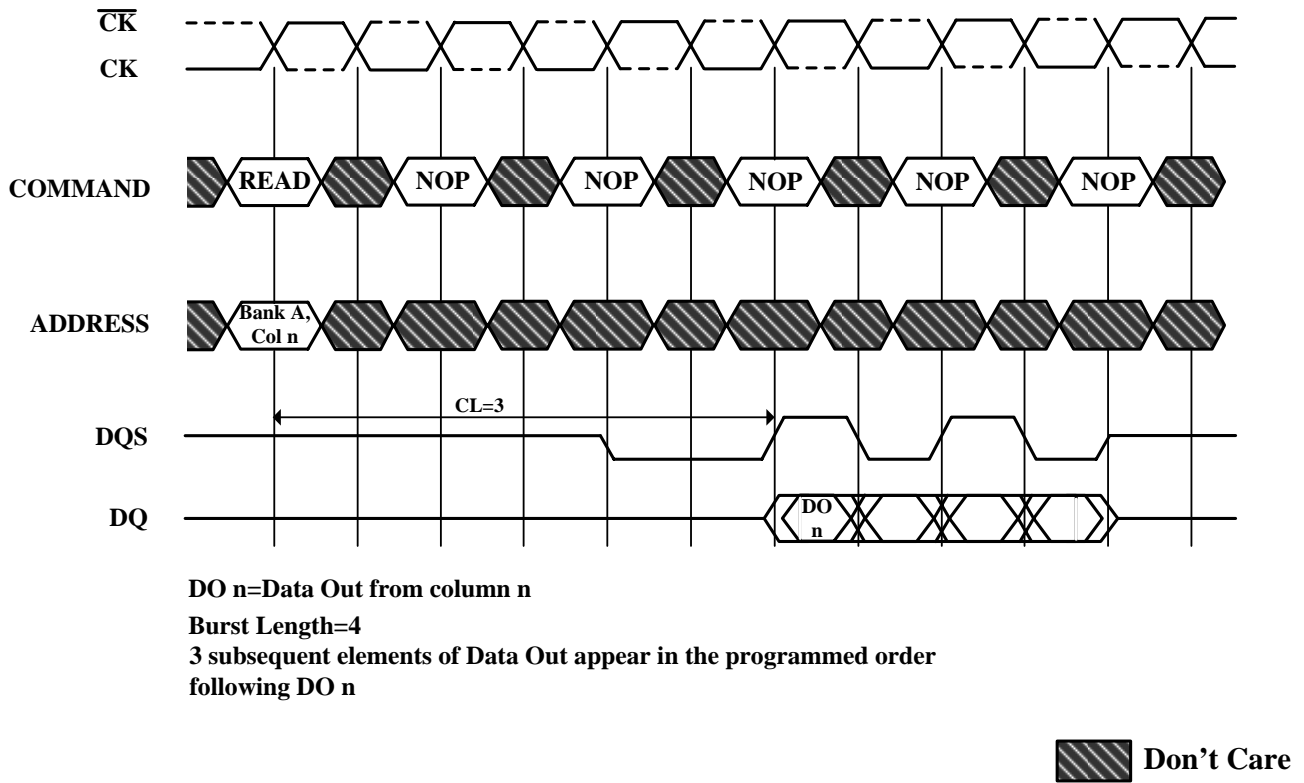 CK
CK
COMMAND
READ NOP NOP NOP NOP NOP
ADDRESS
Bank A,
Col n
CL=3
DQS
DQ
DO
n
DO n=Data Out from column n
Burst Length=4
3 subsequent elements of Data Out appear in the programmed order
following DO n
Don't Care